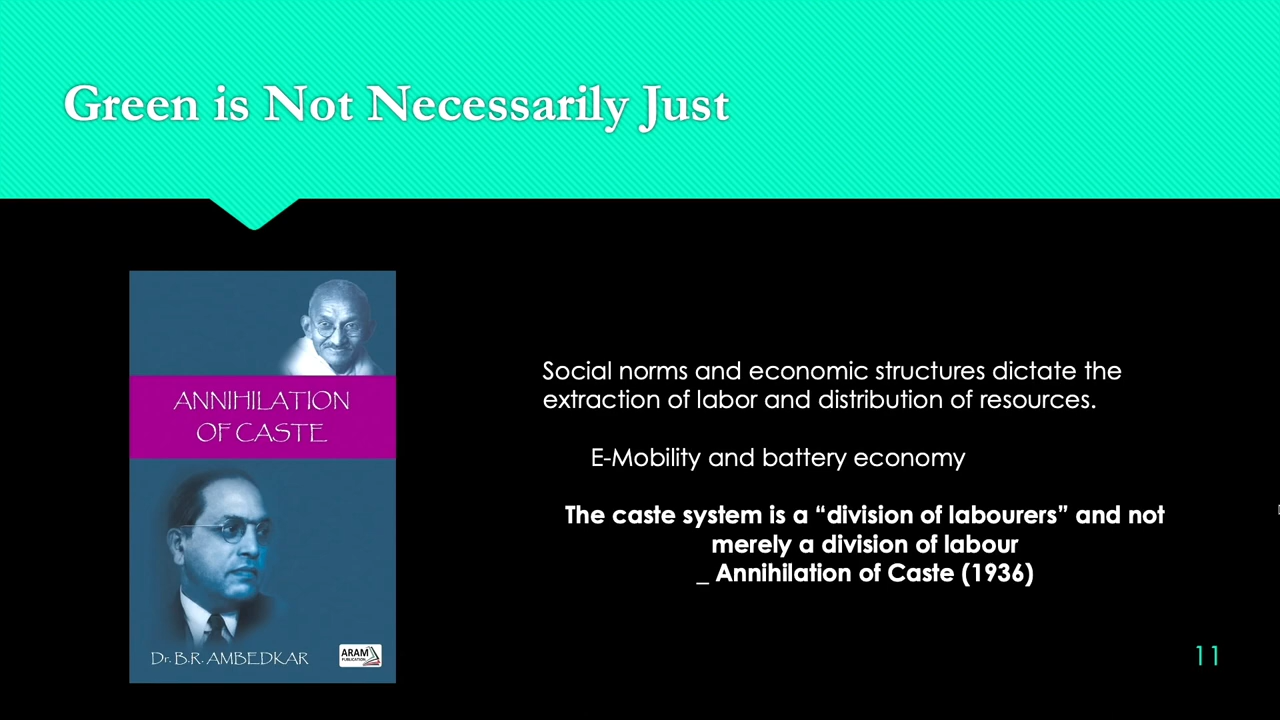 Green is Not Necessarily Just
ANNIHILATION
OF CASTE
Dr. B.R. AMBEDKAR
ARAM
PUBLICATION
Social norms and economic structures dictate the
extraction of labor and distribution of resources.
E-Mobility and battery economy
The caste system is a “division of labourers” and not
merely a division of labour
_ Annihilation of Caste (1936)
11